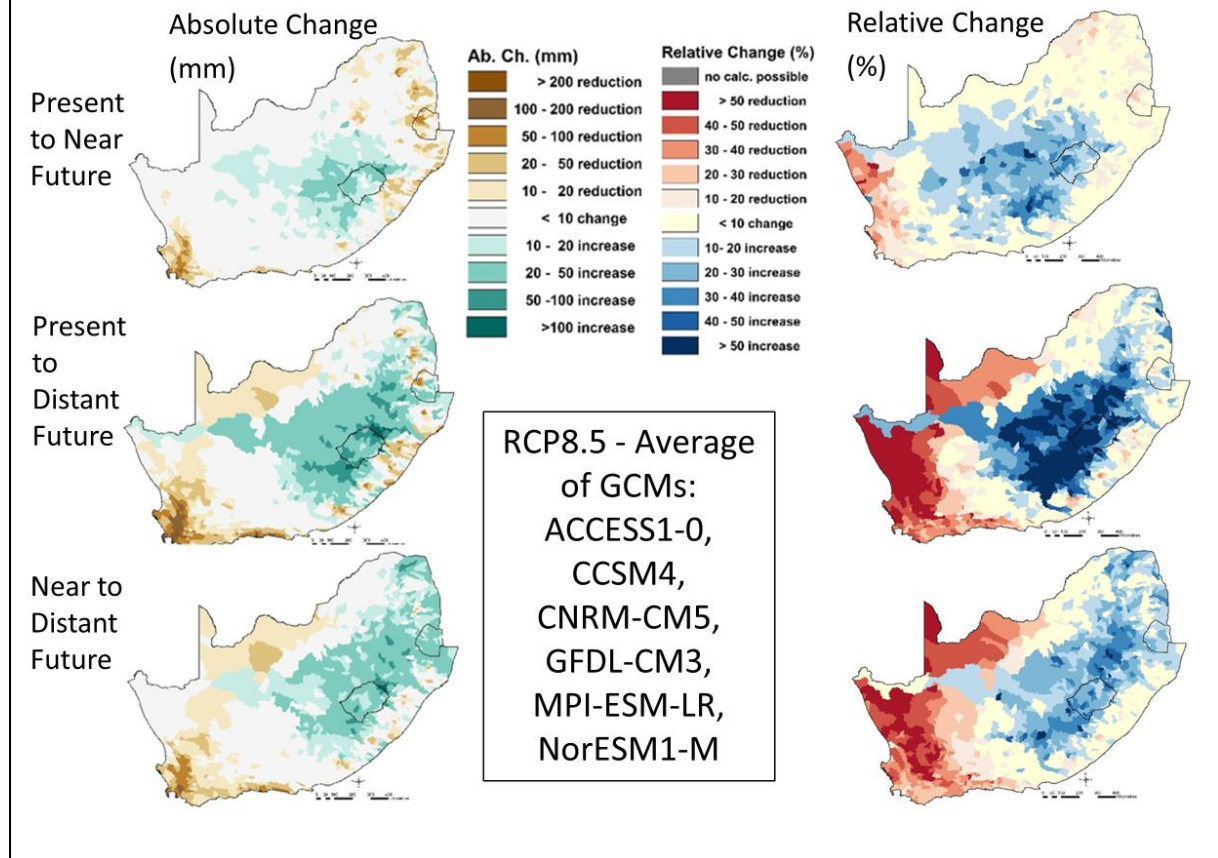 Absolute Change
(mm)
Relative Change
(%)
Present
to Near
Future
Ab. Ch. (mm)
> 200 reduction
100 - 200 reduction
50 - 100 reduction
20 - 50 reduction
10 - 20 reduction
< 10 change
10 - 20 increase
20 - 50 increase
50 -100 increase
>100 increase
Relative Change (%)
no calc. possible
> 50 reduction
40 - 50 reduction
30 - 40 reduction
20 - 30 reduction
10 - 20 reduction
< 10 change
10- 20 increase
20 - 30 increase
30 - 40 increase
40 - 50 increase
> 50 increase
Present
to
Distant
Future
RCP8.5 - Average
of GCMs:
ACCESS1-0,
CCSM4,
CNRM-CM5,
GFDL-CM3,
MPI-ESM-LR,
NorESM1-M
Near to
Distant
Future